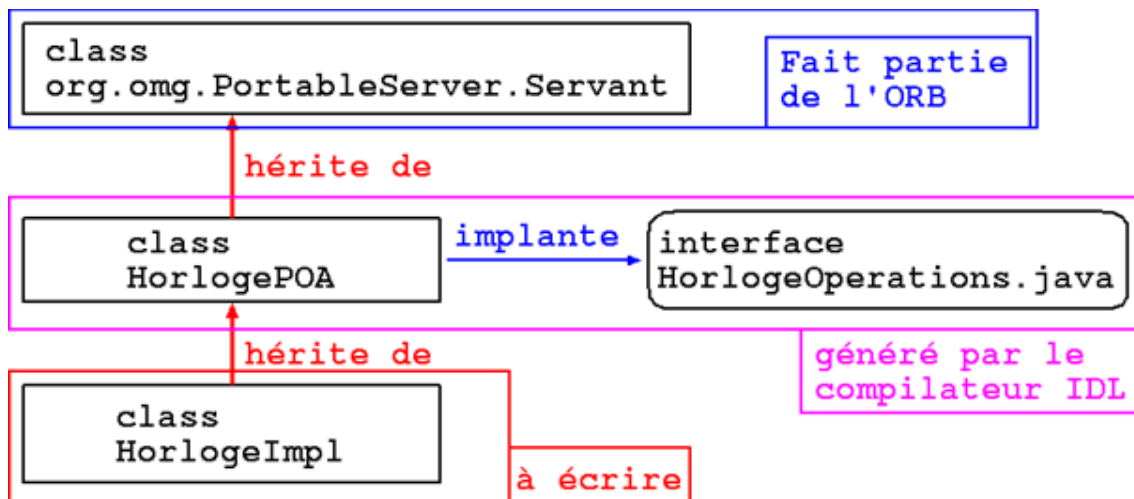 class
org.omg.PortableServer.Servant
Fait partie
de l'ORB
hérite de
class
HorlogePOA
implante
interface
HorlogeOperations.java
hérite de
généré par le
compilateur IDL
class
HorlogeImpl
à écrire